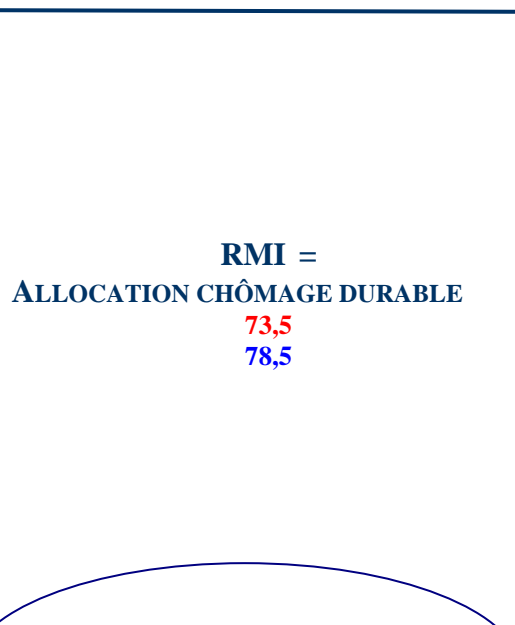 RMI =
ALLOCATION CHÔMAGE DURABLE
73,5
78,5